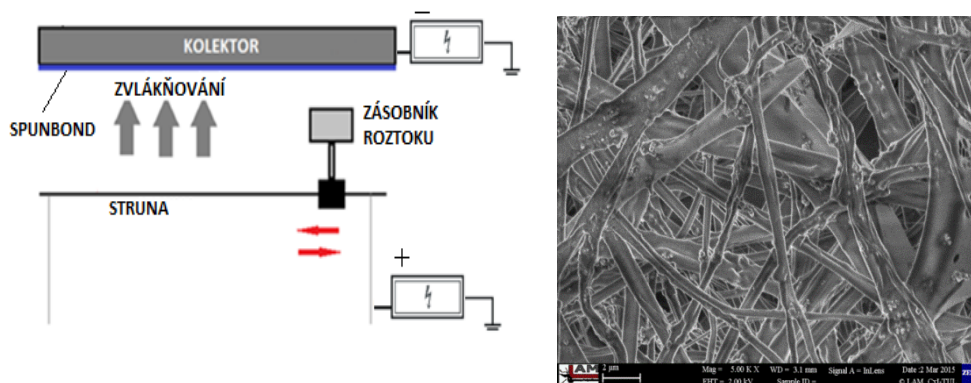 −
KOLEKTOR
ZVLÁKŇOVÁNÍ
SPUNBOND
ZÁSOBNÍK
ROZTOKU
STRUNA
+
LAM
2 µm
Mag = 5.00 K X WD = 3.1 mm Signal A = InLens Date :2 Mar 2015
EHT = 2.00 kV Sample ID =